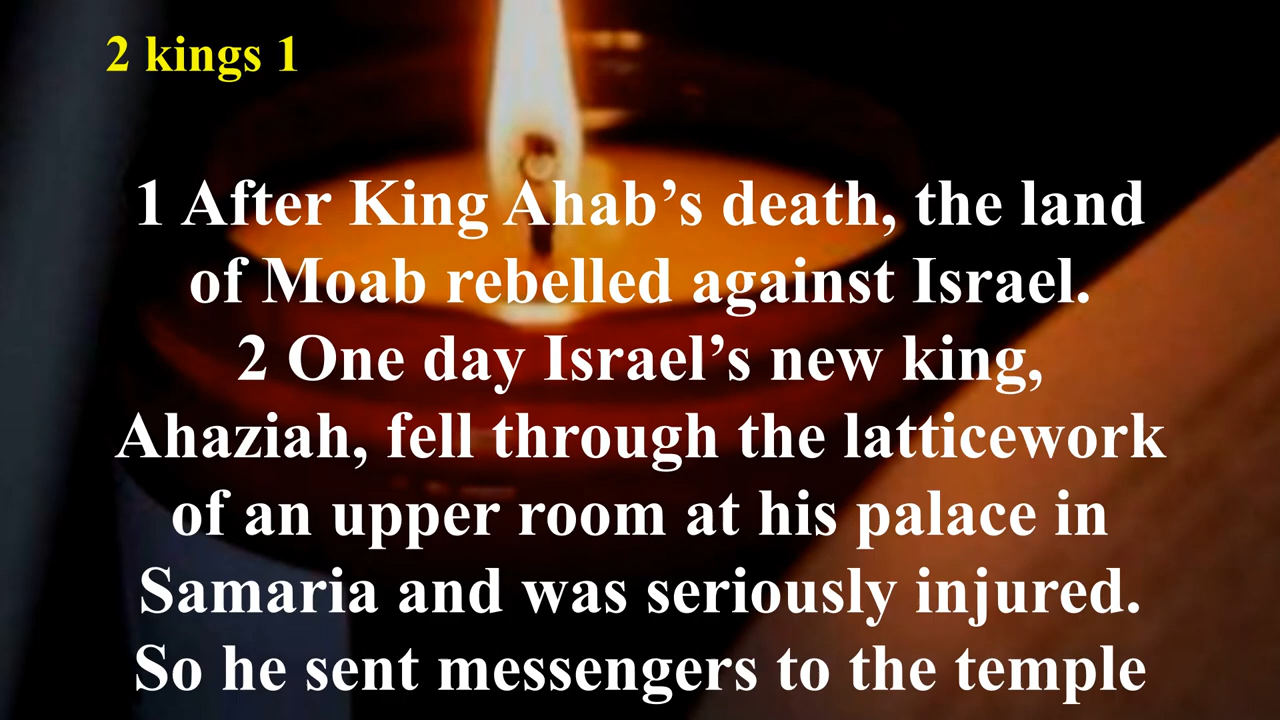 2 kings 1
1 After King Ahab’s death, the land
of Moab rebelled against Israel.
2 One day Israel’s new king,
Ahaziah, fell through the latticework
of an upper room at his palace in
Samaria and was seriously injured.
So he sent messengers to the temple